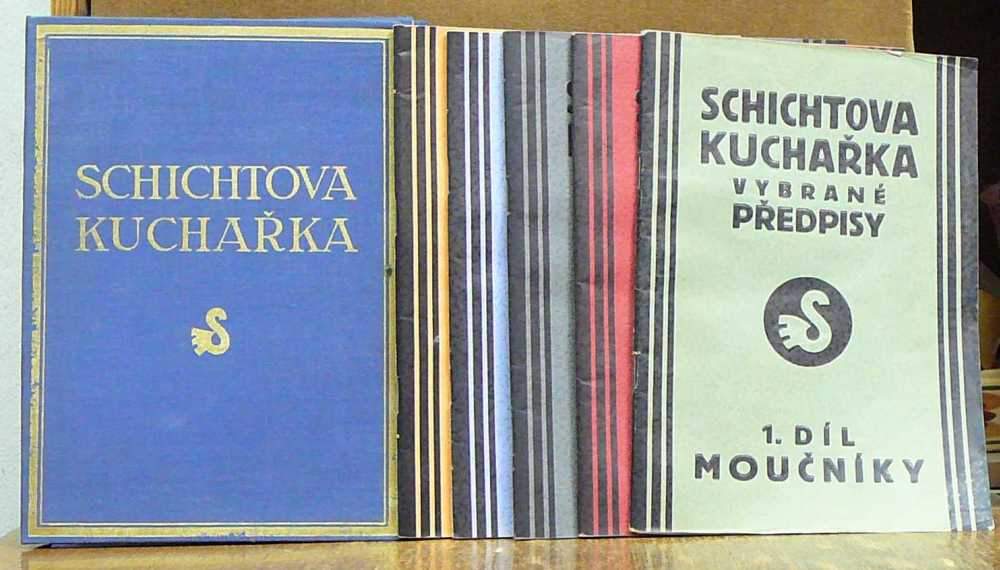 SCHICHTOVA
KUCHAŘKA
SCHICHTOVA
KUCHAŘKA
VYBRANÉ
PŘEDPISY
1. DÍL
MOUČNÍKY